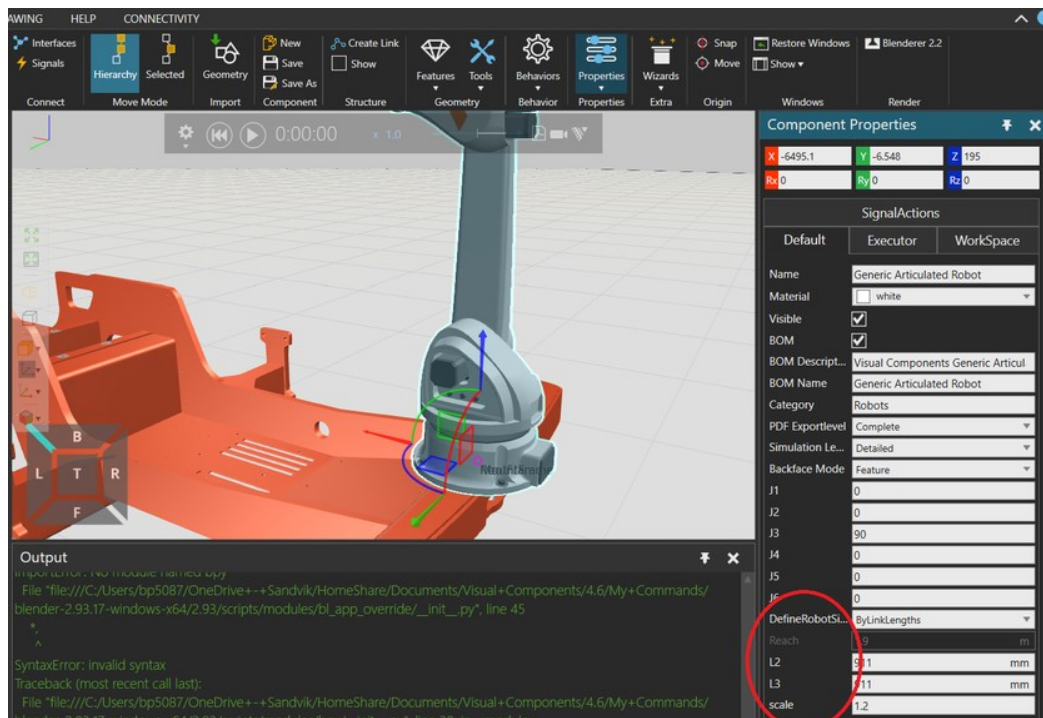 AWING HELP CONNECTIVITY
Interfaces
Signals
Connect
Hierarchy
Selected
Move Mode
Geometry
Import
New
Save
Save As
Component
Create Link
Show
Structure
Features
Tools
Geometry
Behaviors
Behavior
Properties
Properties
Wizards
Extra
Snap
Move
Origin
Restore Windows
Show
Windows
Blenderer 2.2
Render
0:00:00 x 1.0
B
L T R
F
Component Properties
X -6495.1 Y -6.548 Z 195
Rx 0 Ry 0 Rz 0
SignalActions
Default Executor WorkSpace
Name Generic Articulated Robot
Material white
Visible
BOM
BOM Descript... Visual Components Generic Articul
BOM Name Generic Articulated Robot
Category Robots
PDF Exportlevel Complete
Simulation Le... Detailed
Backface Mode Feature
J1 0
J2 0
J3 90
J4 0
J5 0
J6 0
DefineRobotSi... ByLinkLengths
Reach m
L2 911 mm
L3 911 mm
scale 1.2
Output
ImportError: No module named bpy
File "file:///C:/Users/bp5087/OneDrive+-+Sandvik/HomeShare/Documents/Visual+Components/4.6/My+Commands/
blender-2.93.17-windows-x64/2.93/scripts/modules/bl_app_override/__init__.py", line 45
*,
^
SyntaxError: invalid syntax
Traceback (most recent call last):
File "file:///C:/Users/bp5087/OneDrive+-+Sandvik/HomeShare/Documents/Visual+Components/4.6/My+Commands/